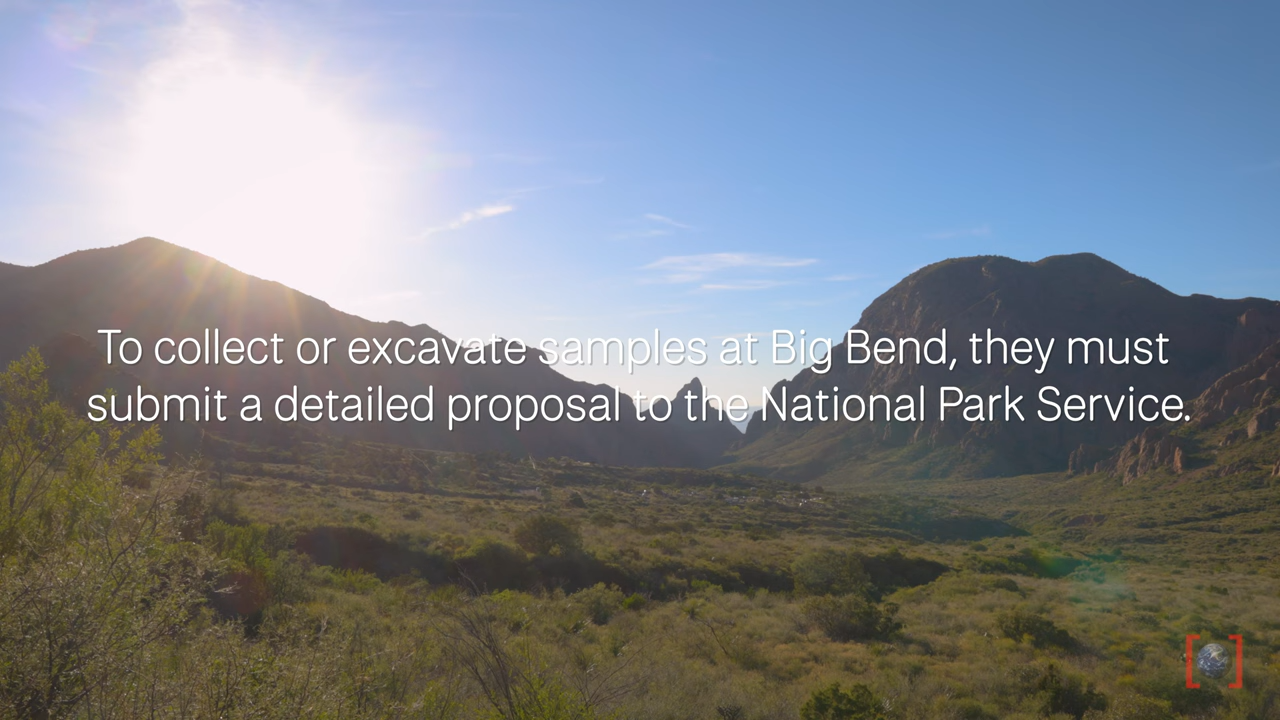 To collect or excavate samples at Big Bend, they must
submit a detailed proposal to the National Park Service.